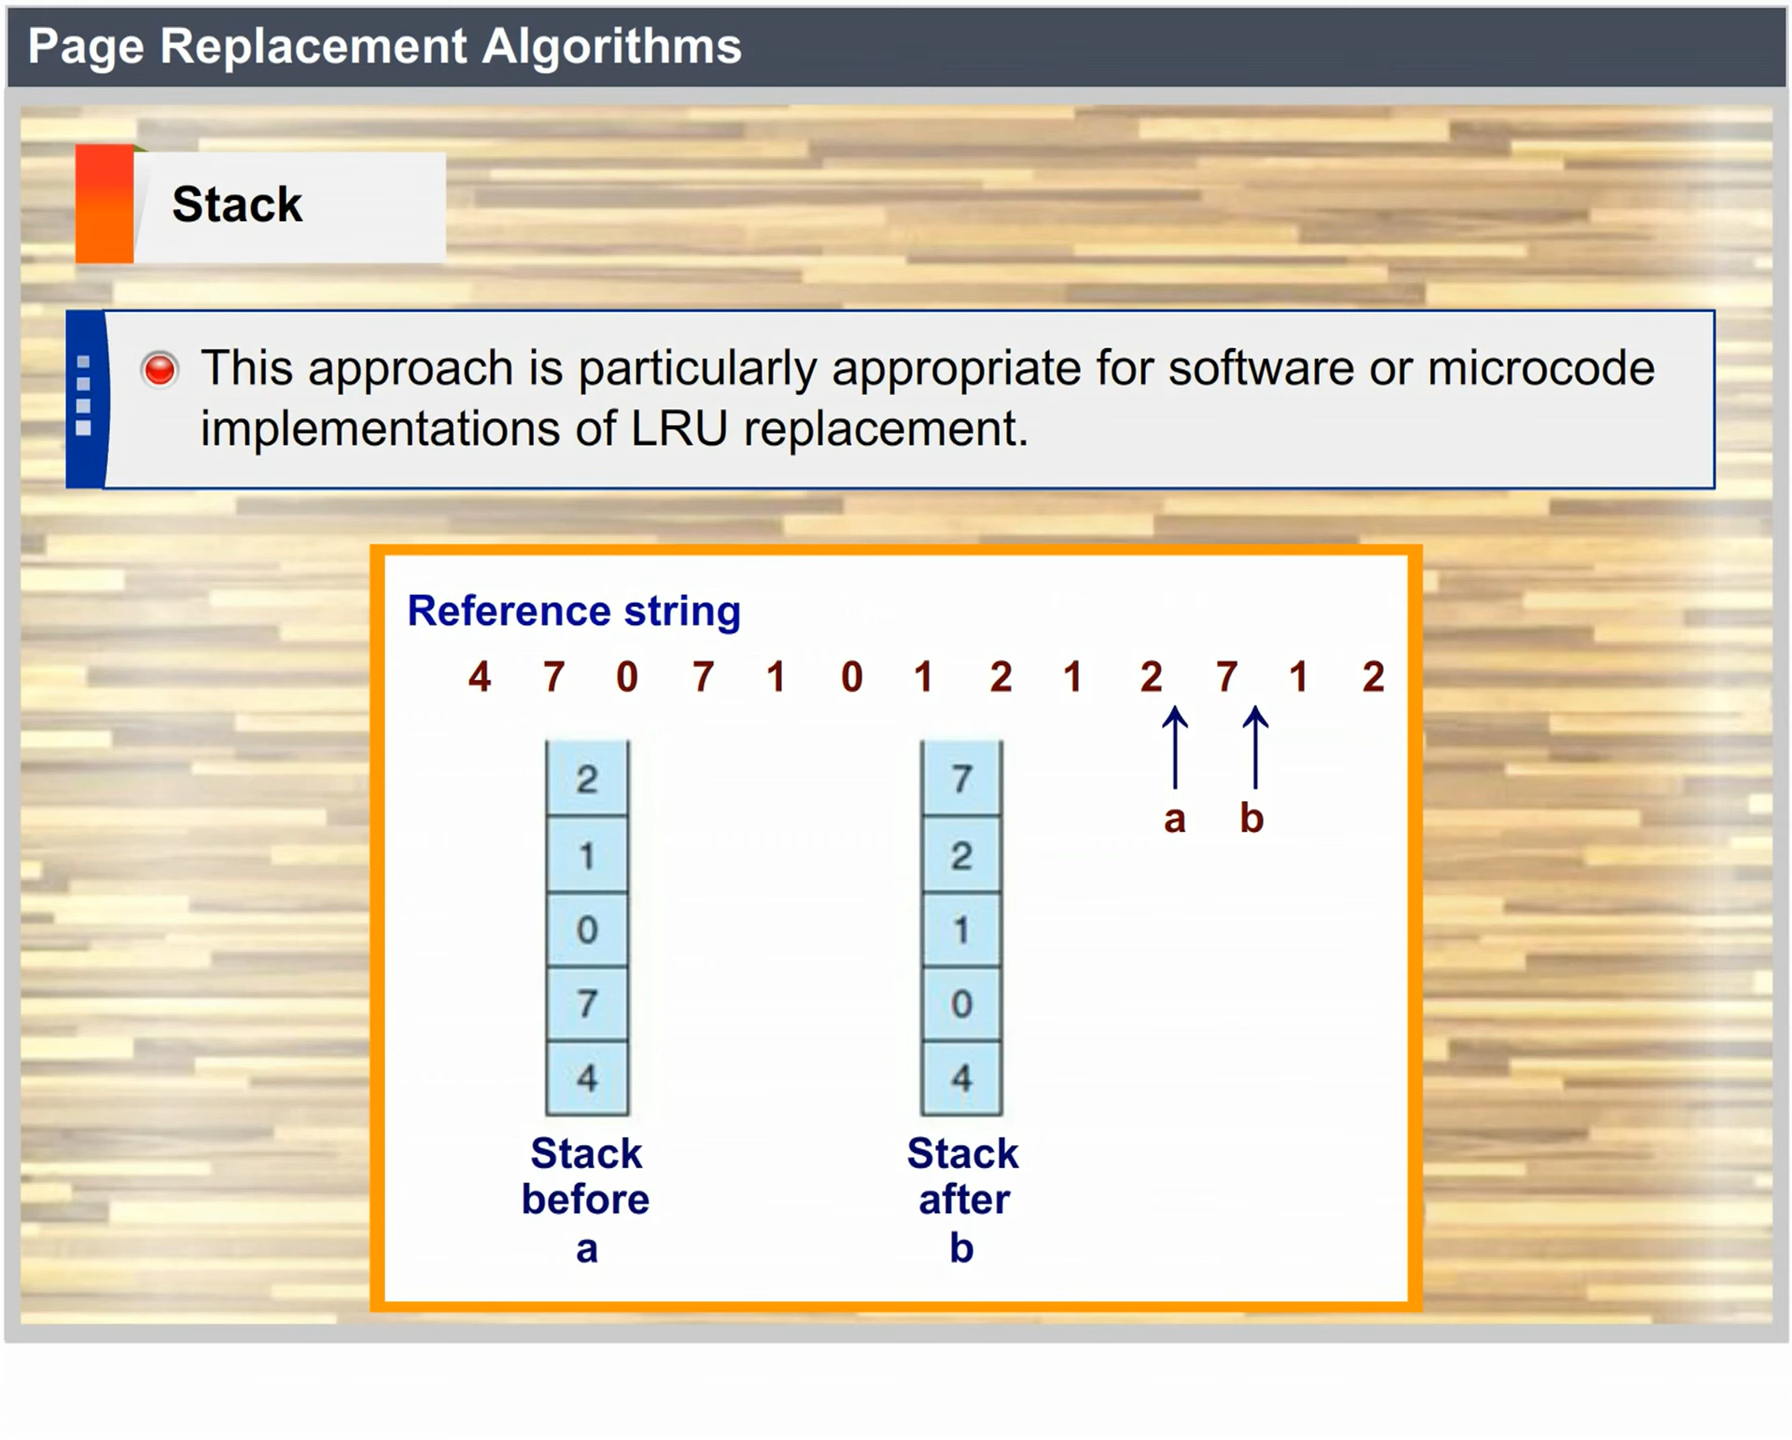 Page Replacement Algorithms
Stack
This approach is particularly appropriate for software or microcode
implementations of LRU replacement.
Reference string
4 7 0 7 1 0 1 2 1 2 7 1 2
a b
2 7
1 2
0 1
7 0
4 4
Stack Stack
before after
a b